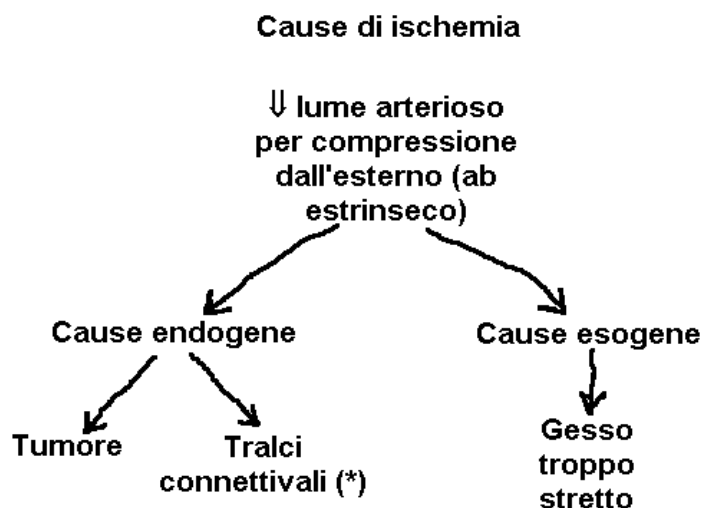 Cause di ischemia
⇓ lume arterioso
per compressione
dall'esterno (ab
estrinseco)
Cause endogene
Cause esogene
Tumore
Tralci
connettivali (*)
Gesso
troppo
stretto